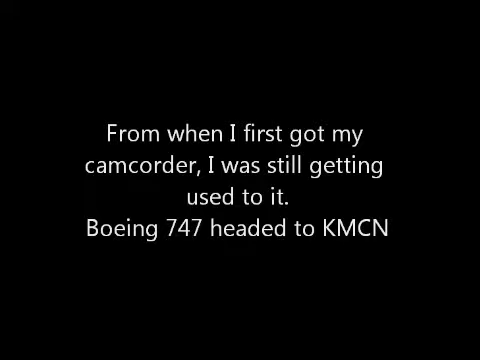 From when I first got my
camcorder, I was still getting
used to it.
Boeing 747 headed to KMCN